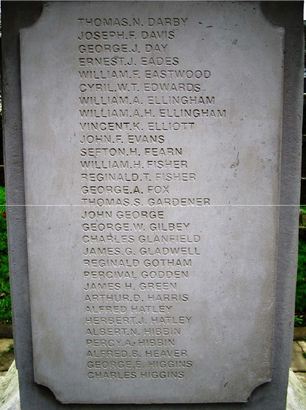 THOMAS.N. DARBY
JOSEPH.F. DAVIS
GEORGE.J. DAY
ERNEST.J. EADES
WILLIAM.F. EASTWOOD
CYRIL.W.T. EDWARDS
WILLIAM.A. ELLINGHAM
WILLIAM.A.H. ELLINGHAM
VINCENT.K. ELLIOTT
JOHN.F. EVANS
SEFTON.H. FEARN
WILLIAM.H. FISHER
REGINALD.T. FISHER
GEORGE.A. FOX
THOMAS.S. GARDENER
JOHN GEORGE
GEORGE.W. GILBEY
CHARLES GLANFIELD
JAMES.G. GLADWELL
REGINALD GOTHAM
PERCIVAL GODDEN
JAMES.H. GREEN
ARTHUR.D. HARRIS
ALFRED HATLEY
HERBERT.J. HATLEY
ALBERT.N. HIBBIN
PERCY.A. HIBBIN
ALFRED.B. HEAVER
GEORGE.E. HIGGINS
CHARLES HIGGINS